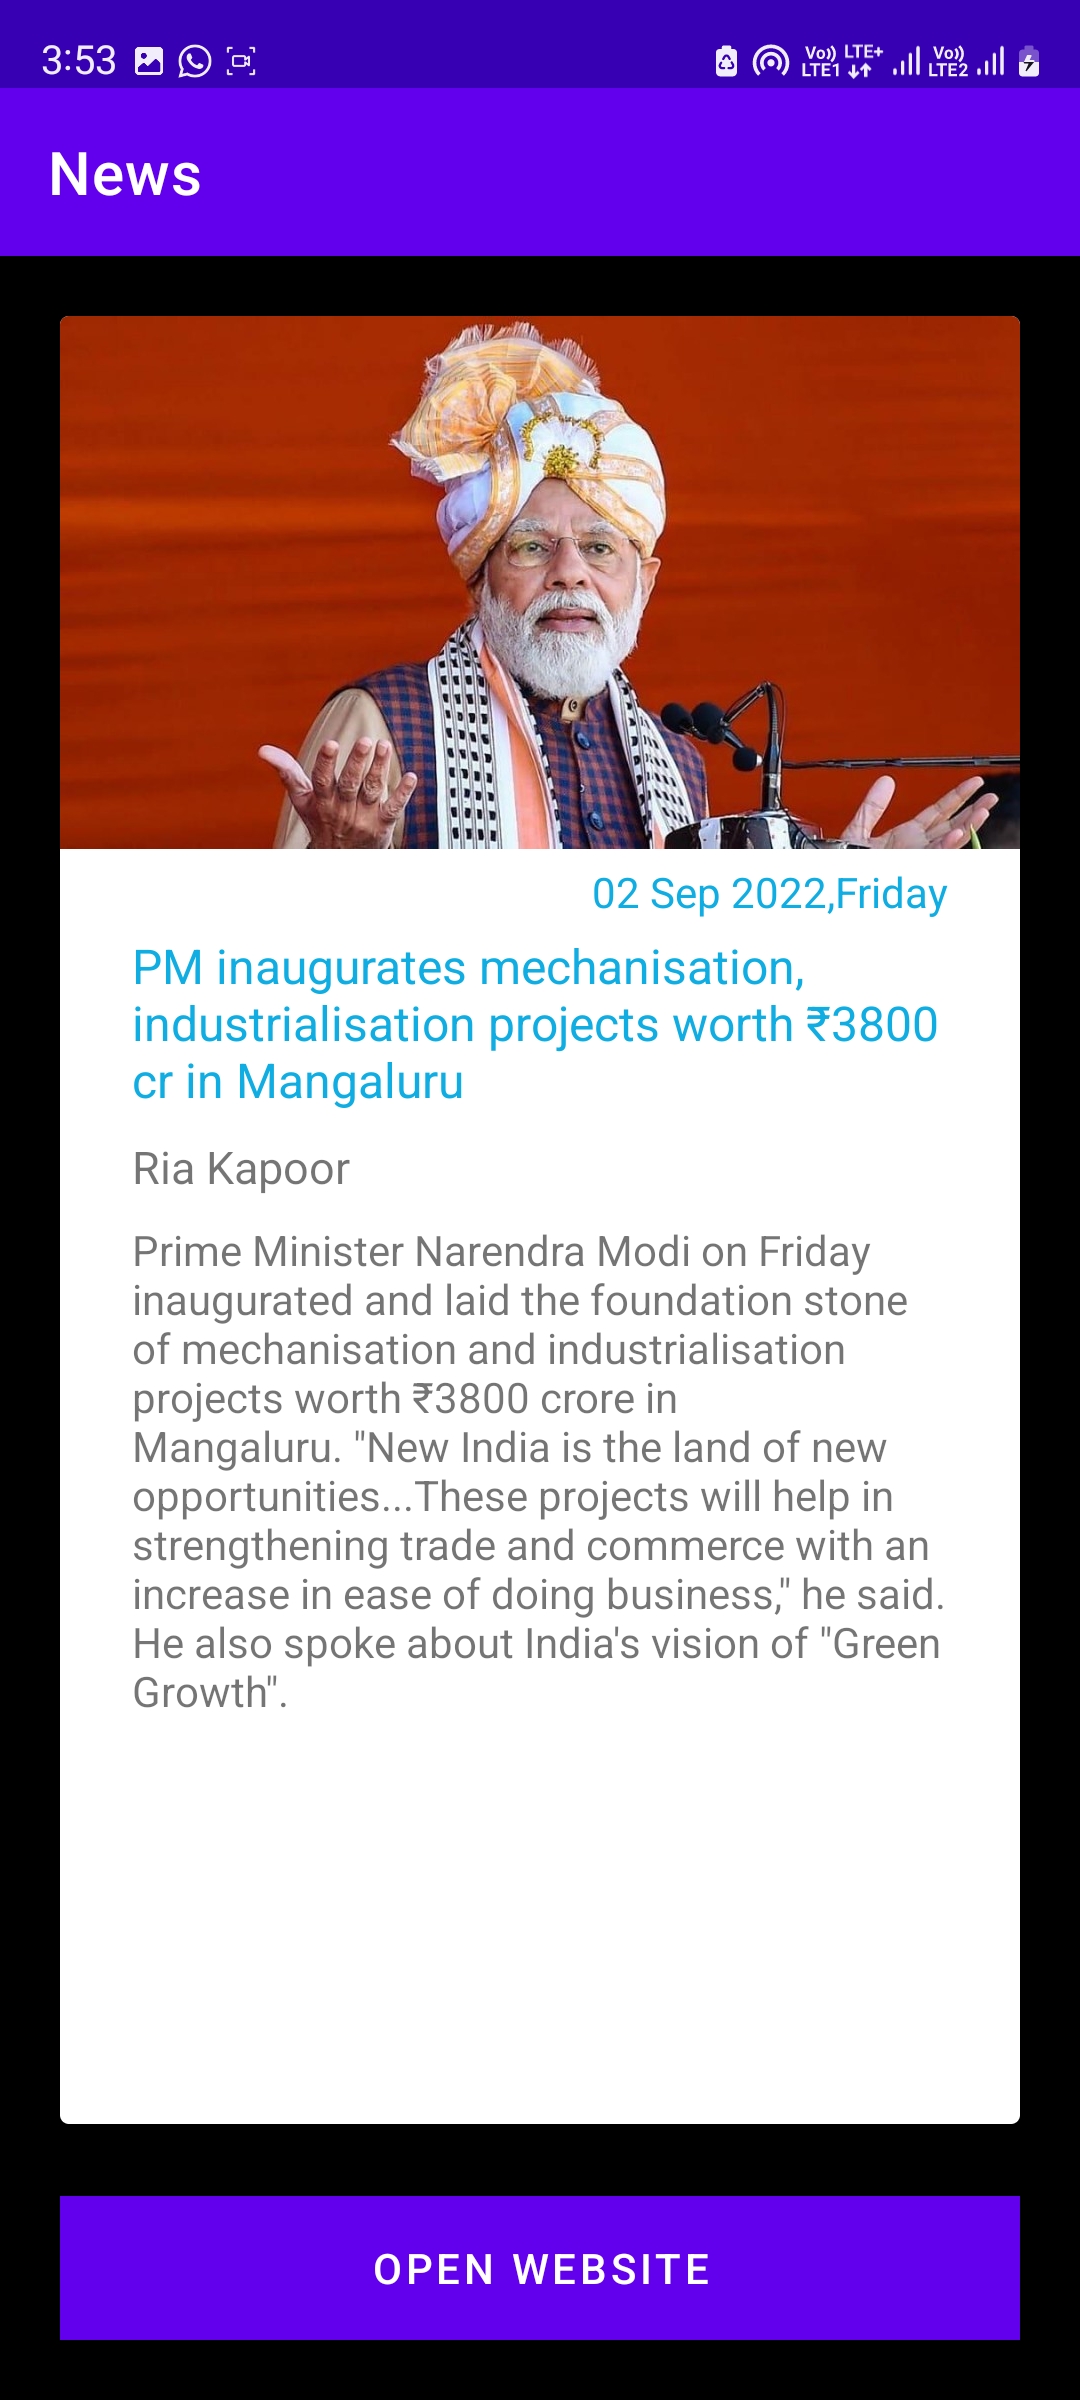 3:53
Vo)) LTE+ Vo))
LTE1 LTE2
News
02 Sep 2022,Friday
PM inaugurates mechanisation,
industrialisation projects worth ₹3800
cr in Mangaluru
Ria Kapoor
Prime Minister Narendra Modi on Friday
inaugurated and laid the foundation stone
of mechanisation and industrialisation
projects worth ₹3800 crore in
Mangaluru. "New India is the land of new
opportunities...These projects will help in
strengthening trade and commerce with an
increase in ease of doing business," he said.
He also spoke about India's vision of "Green
Growth".
OPEN WEBSITE